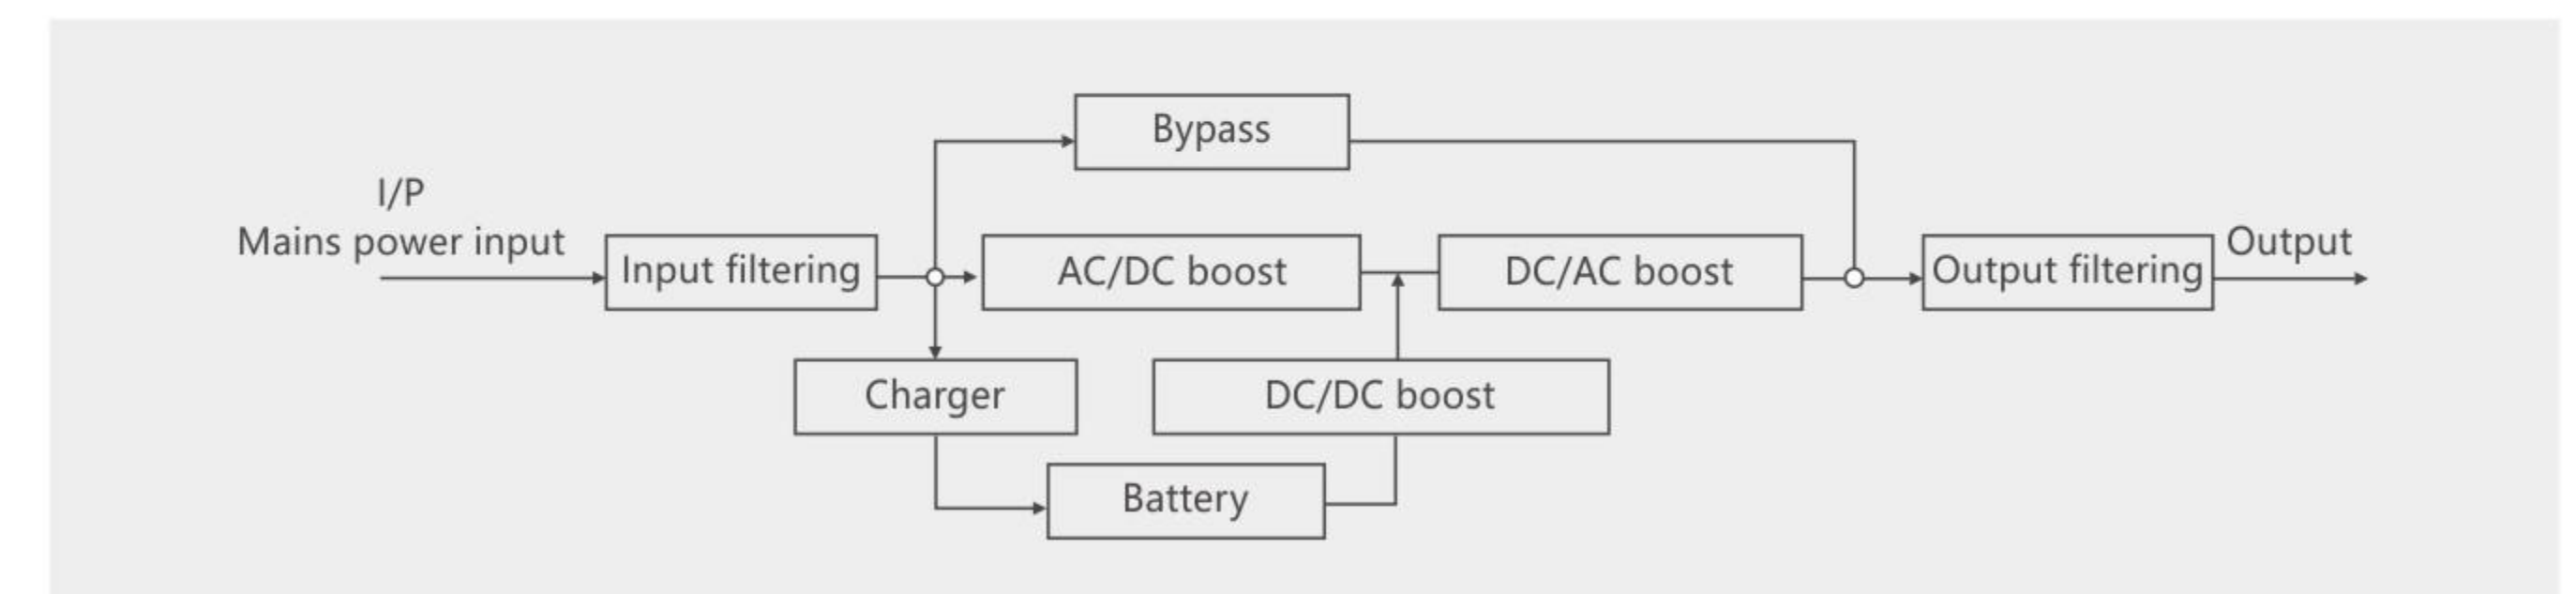 Bypass
I/P
Mains power input
Input filtering
AC/DC boost
DC/AC boost
Output filtering
Output
Charger
DC/DC boost
Battery